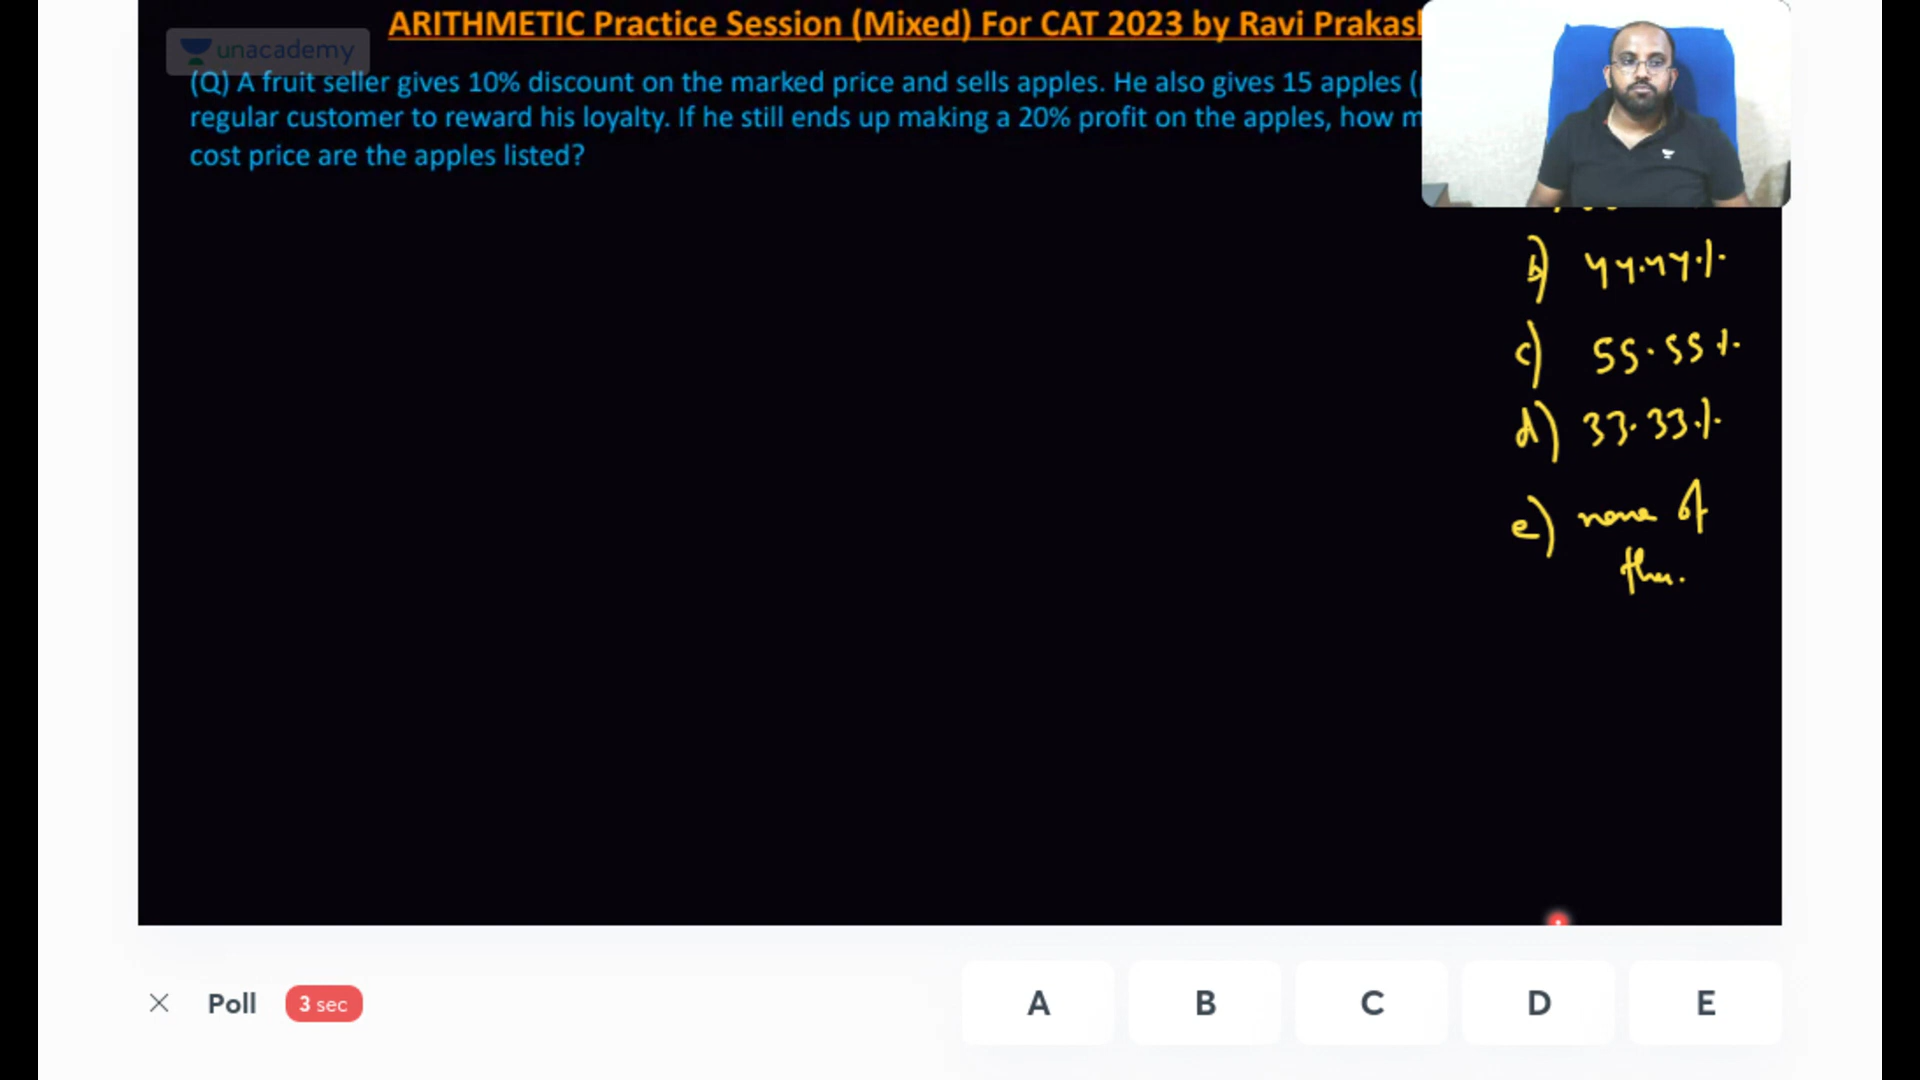 ARITHMETIC Practice Session (Mixed) For CAT 2023 by Ravi Prakash
unacademy
(Q) A fruit seller gives 10% discount on the marked price and sells apples. He also gives 15 apples (
regular customer to reward his loyalty. If he still ends up making a 20% profit on the apples, how m
cost price are the apples listed?
b) 44.44%
c) 55.55%
d) 33.33%
e) none of
X Poll 3 sec A B C D E